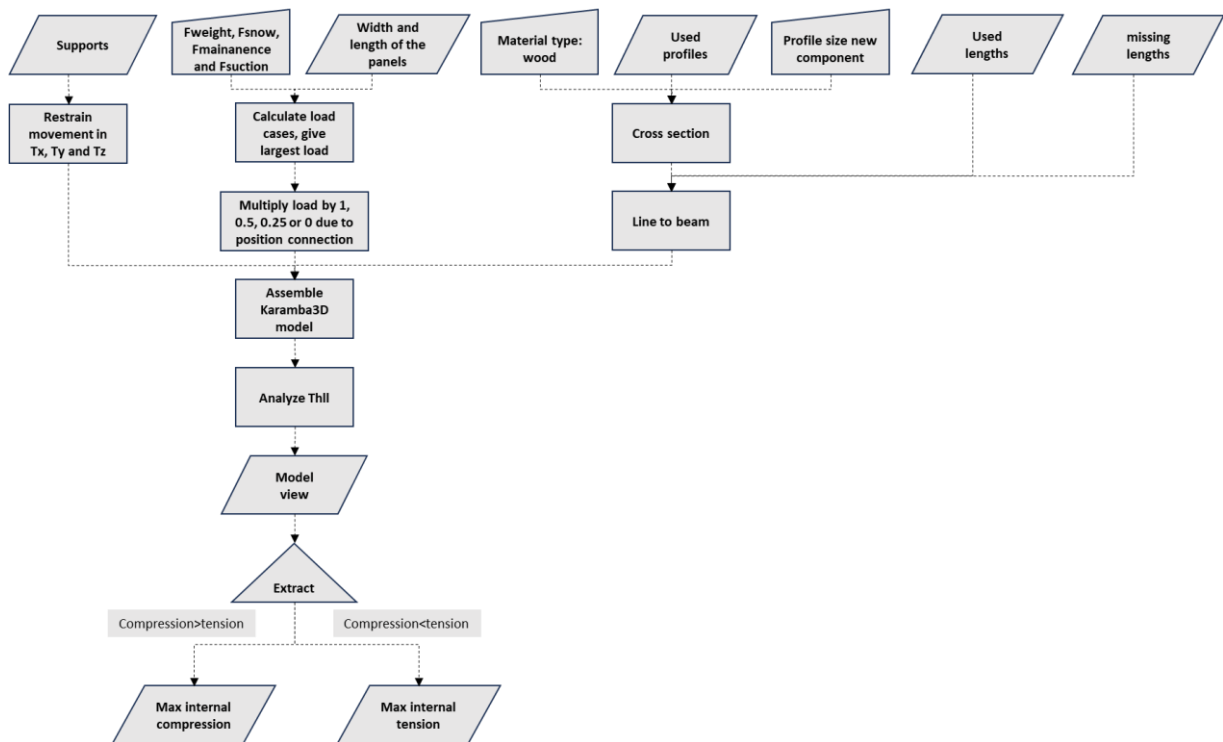 Supports
Fweight, Fsnow,
Fmainanence
and Fsuction
Width and
length of the
panels
Material type:
wood
Used
profiles
Profile size new
component
Used
lengths
missing
lengths
Restrain
movement in
Tx, Ty and Tz
Calculate load
cases, give
largest load
Cross section
Multiply load by 1,
0.5, 0.25 or 0 due to
position connection
Line to beam
Assemble
Karamba3D
model
Analyze ThII
Model
view
Extract
Compression>tension
Compression<tension
Max internal
compression
Max internal
tension